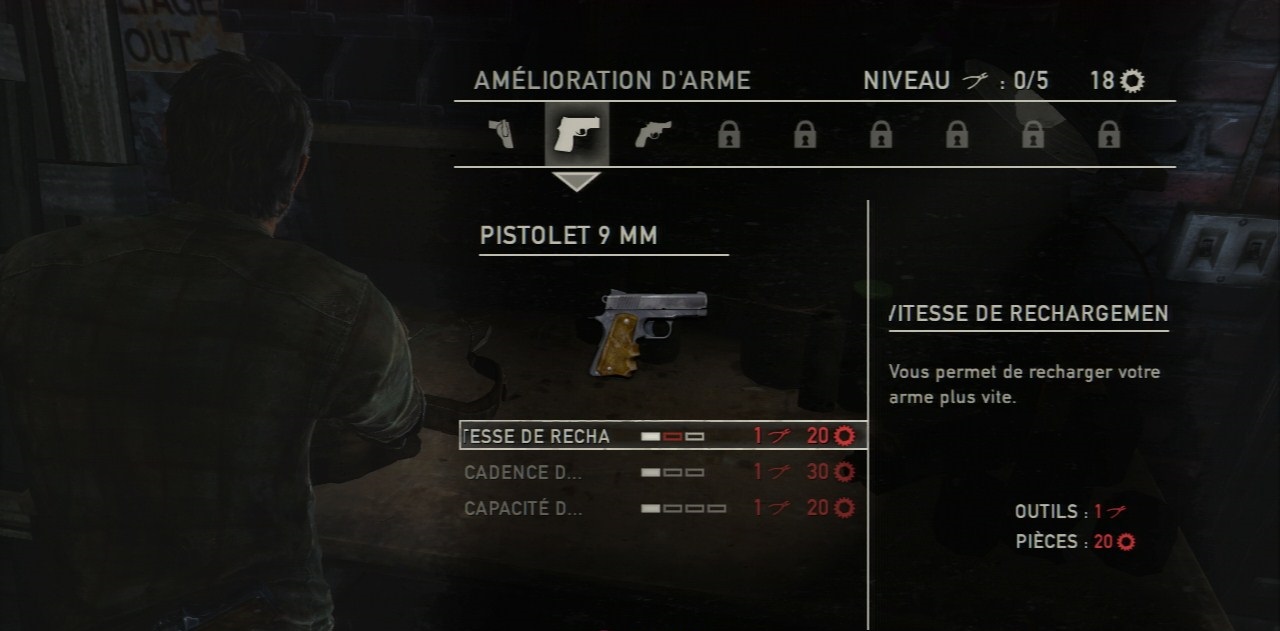 OUT
AMÉLIORATION D'ARME NIVEAU : 0/5 18
PISTOLET 9 MM
TESSE DE RECHA 1 20
CADENCE D... 1 30
CAPACITÉ D... 1 20
VITESSE DE RECHARGEMEN
Vous permet de recharger votre
arme plus vite.
OUTILS : 1
PIÈCES : 20